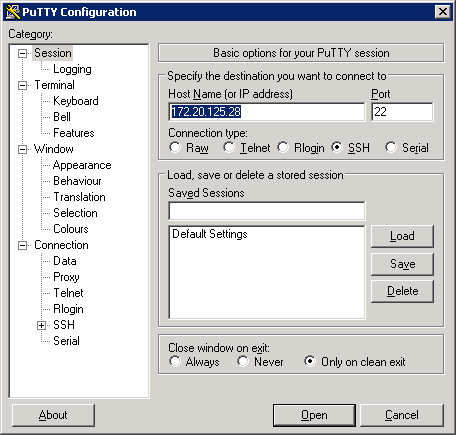 PuTTY Configuration
Category:
Session
Logging
Terminal
Keyboard
Bell
Features
Window
Appearance
Behaviour
Translation
Selection
Colours
Connection
Data
Proxy
Telnet
Rlogin
SSH
Serial
Basic options for your PuTTY session
Specify the destination you want to connect to
Host Name (or IP address) Port
172.20.125.28 22
Connection type:
Raw Telnet Rlogin SSH Serial
Load, save or delete a stored session
Saved Sessions
Default Settings
Load
Save
Delete
Close window on exit:
Always Never Only on clean exit
About Open Cancel